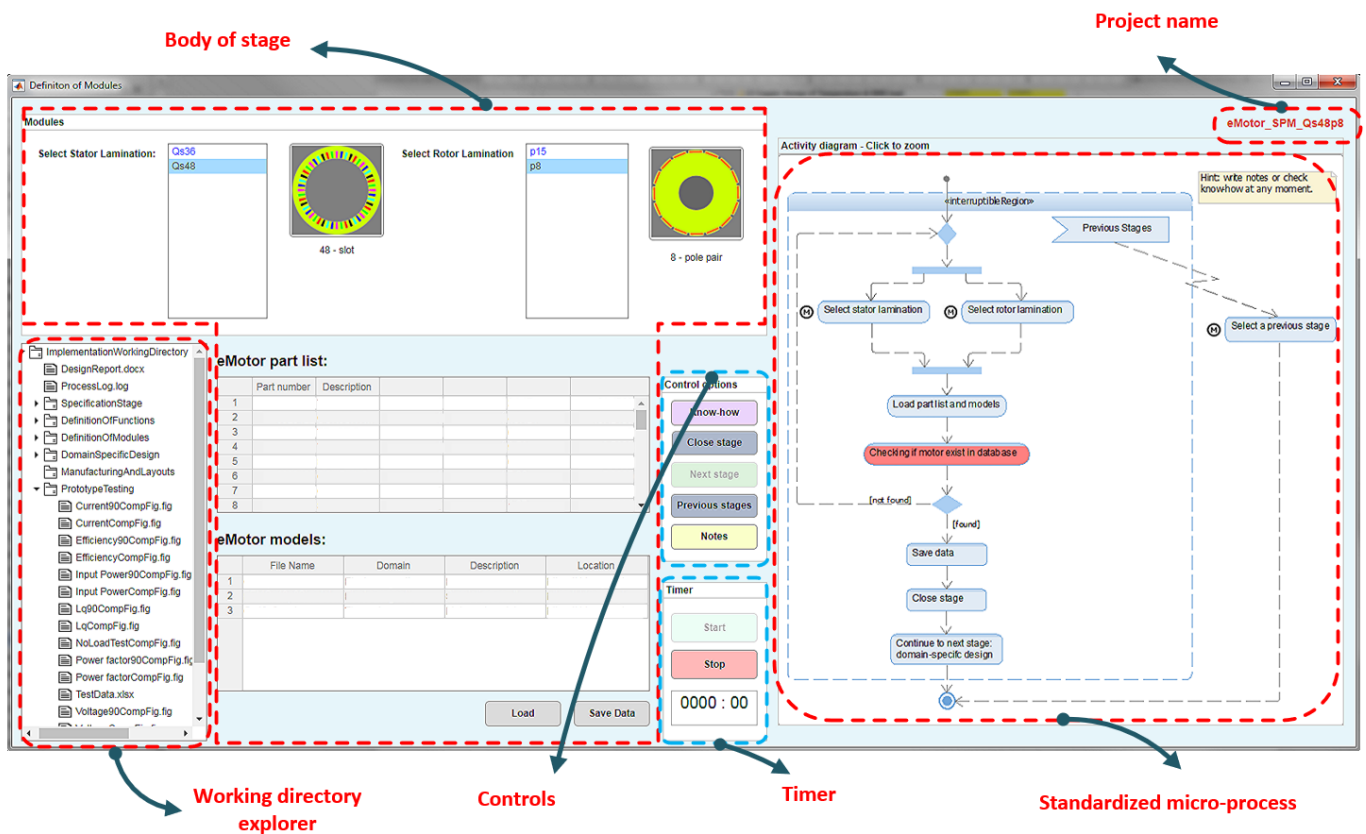 Body of stage
Project name
Definiton of Modules
eMotor_SPM_Qs48p8
Modules
Select Stator Lamination:
Qs36
Qs48
48 - slot
Select Rotor Lamination
p15
p8
8 - pole pair
Activity diagram - Click to zoom
Hint: write notes or check
knowhow at any moment.
«interruptibleRegion»
Previous Stages
Select stator lamination
Select rotor lamination
M
M
M
Select a previous stage
Load part list and models
Checking if motor exist in database
[not found]
[found]
Save data
Close stage
Continue to next stage:
domain-specifc design
ImplementationWorkingDirectory
DesignReport.docx
ProcessLog.log
SpecificationStage
DefinitionOfFunctions
DefinitionOfModules
DomainSpecificDesign
ManufacturingAndLayouts
PrototypeTesting
Current90CompFig.fig
CurrentCompFig.fig
Efficiency90CompFig.fig
EfficiencyCompFig.fig
Input Power90CompFig.fig
Input PowerCompFig.fig
Lq90CompFig.fig
LqCompFig.fig
NoLoadTestCompFig.fig
Power factor90CompFig.fig
Power factorCompFig.fig
TestData.xlsx
Voltage90CompFig.fig
eMotor part list:
Part number Description
1
2
3
4
5
6
7
8
eMotor models:
File Name Domain Description Location
1
2
3
Load
Save Data
Control options
Know-how
Close stage
Next stage
Previous stages
Notes
Timer
Start
Stop
0000 : 00
Working directory
explorer
Controls
Timer
Standardized micro-process